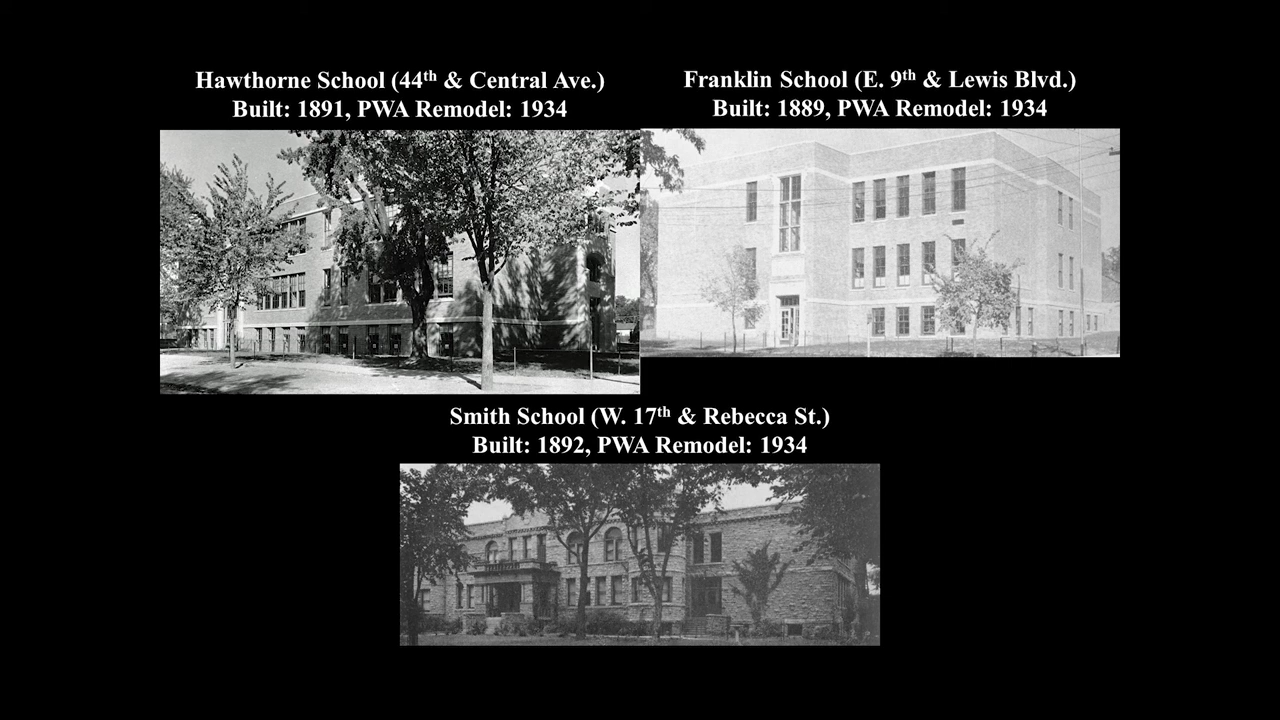 Hawthorne School (44th & Central Ave.)
Built: 1891, PWA Remodel: 1934
Franklin School (E. 9th & Lewis Blvd.)
Built: 1889, PWA Remodel: 1934
Smith School (W. 17th & Rebecca St.)
Built: 1892, PWA Remodel: 1934